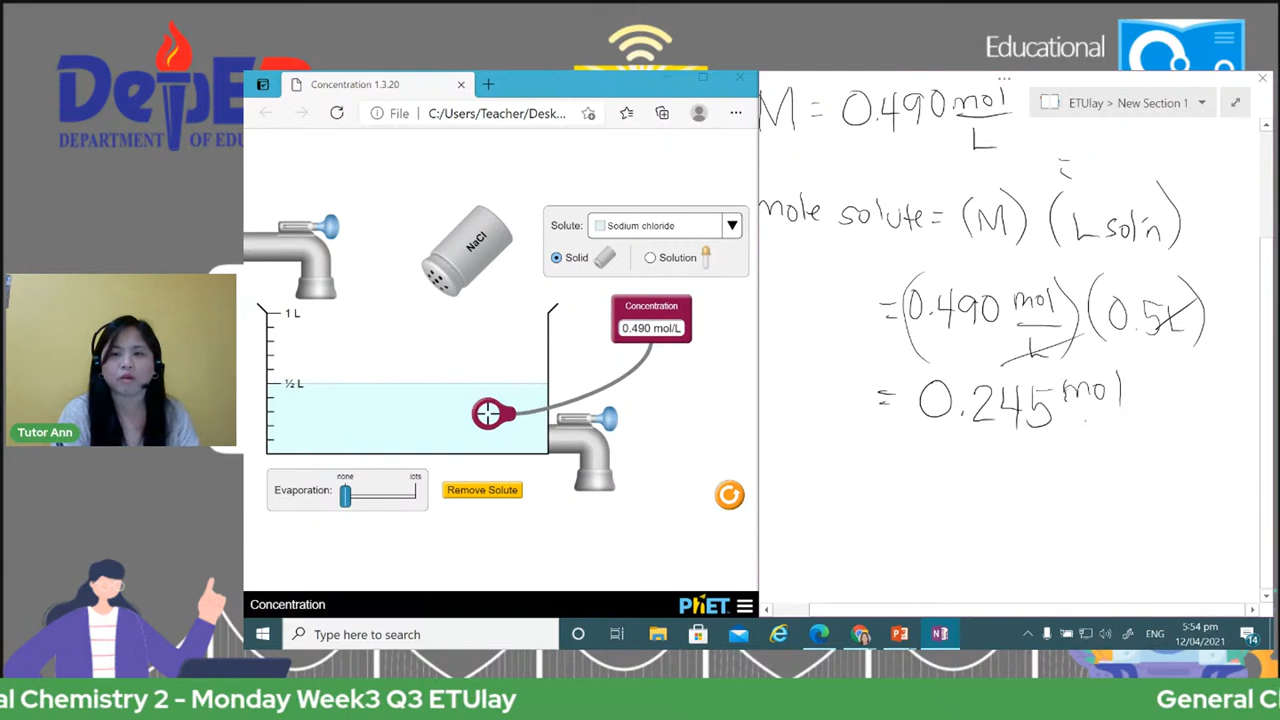 DepED
DEPARTMENT OF EDU
Educational
Concentration 1.3.20
File
C:/Users/Teacher/Desk...
ETUlay > New Section 1
M = 0.490 mol/L
mole solute = (M) (L sol'n)
= (0.490 mol/L) (0.5L)
= 0.245 mol
NaCl
Solute:
Sodium chloride
Solid
Solution
Concentration
0.490 mol/L
1 L
½ L
Evaporation:
none
lots
Remove Solute
Tutor Ann
Concentration
PhET
Type here to search
ENG
5:54 pm
12/04/2021
14
al Chemistry 2 - Monday Week3 Q3 ETUlay
General Ch